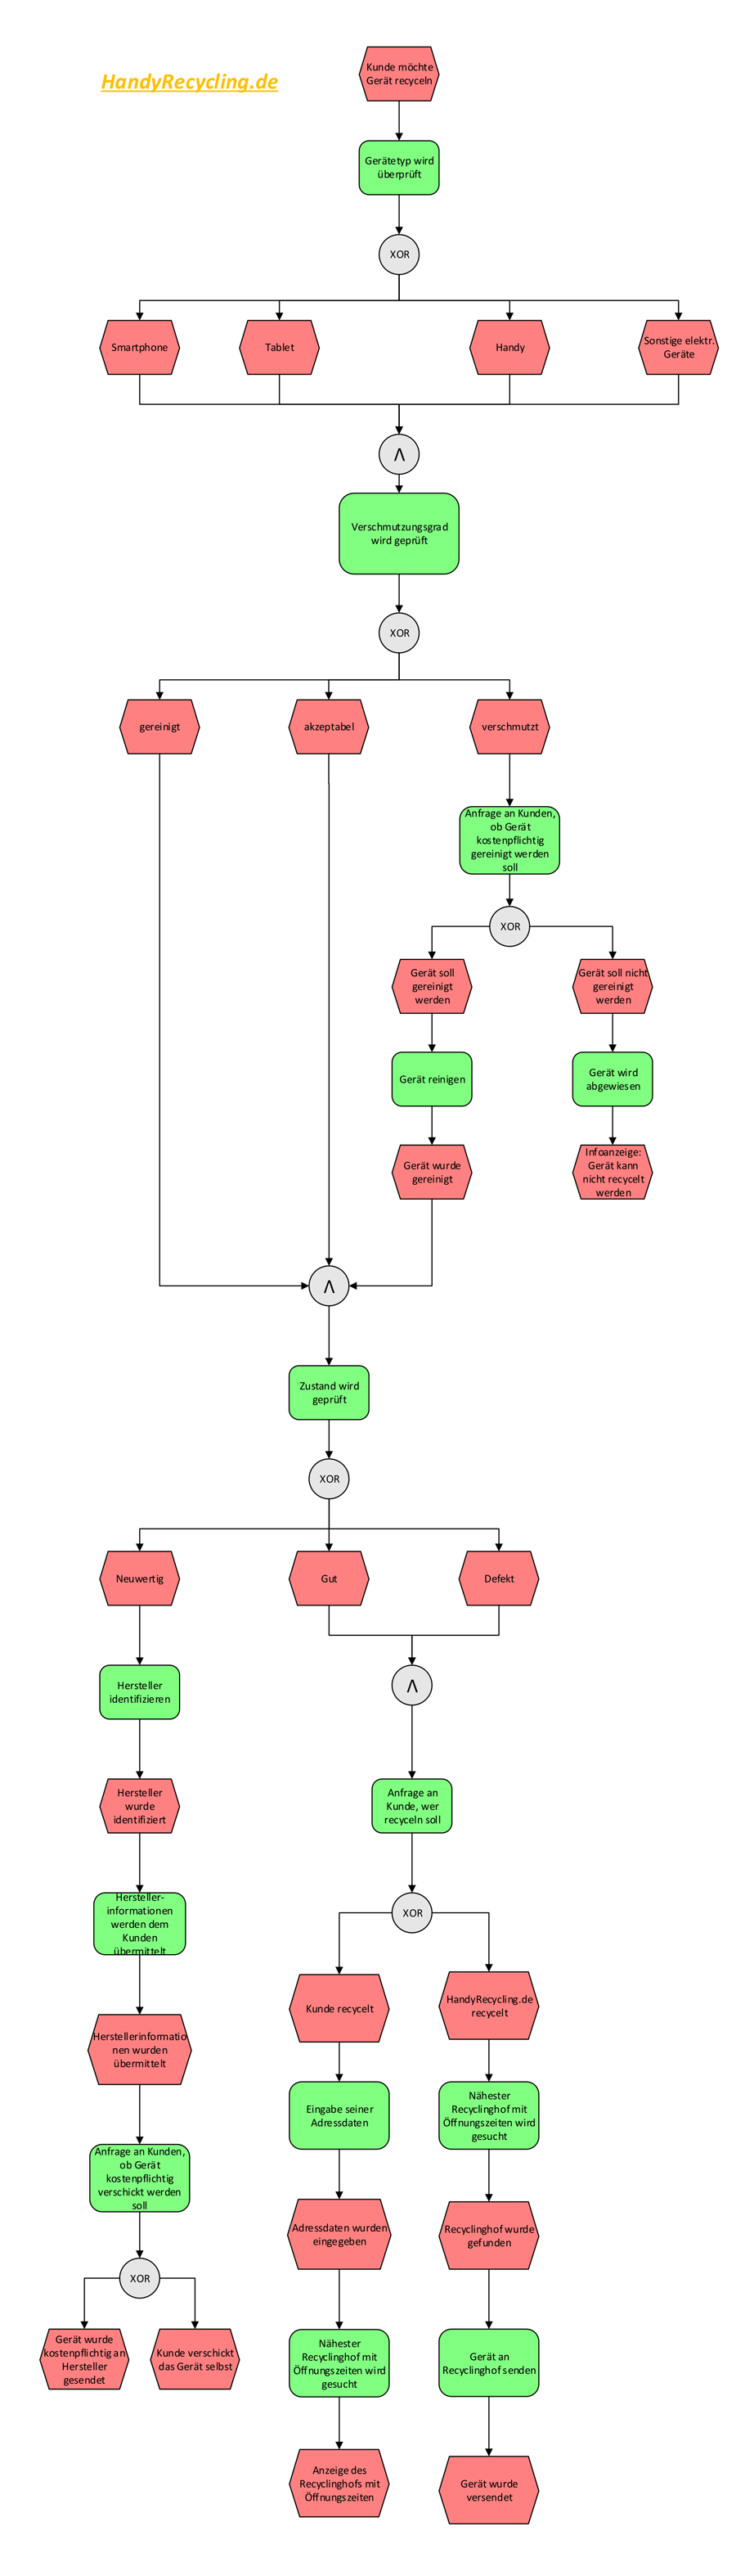 HandyRecycling.de
Kunde möchte
Gerät recyceln
Gerätetyp wird
überprüft
XOR
Smartphone
Tablet
Handy
Sonstige elektr.
Geräte
Λ
Verschmutzungsgrad
wird geprüft
XOR
gereinigt
akzeptabel
verschmutzt
Anfrage an Kunden,
ob Gerät
kostenpflichtig
gereinigt werden
soll
XOR
Gerät soll
gereinigt
werden
Gerät soll nicht
gereinigt
werden
Gerät reinigen
Gerät wird
abgewiesen
Gerät wurde
gereinigt
Infoanzeige:
Gerät kann
nicht recycelt
werden
Λ
Zustand wird
geprüft
XOR
Neuwertig
Gut
Defekt
Hersteller
identifizieren
Λ
Hersteller
wurde
identifiziert
Anfrage an
Kunde, wer
recyceln soll
Hersteller-
informationen
werden dem
Kunden
übermittelt
XOR
Herstellerinformatio
nen wurden
übermittelt
Kunde recycelt
HandyRecycling.de
recycelt
Anfrage an Kunden,
ob Gerät
kostenpflichtig
verschickt werden
soll
Eingabe seiner
Adressdaten
Nähester
Recyclinghof mit
Öffnungszeiten wird
gesucht
XOR
Adressdaten wurden
eingegeben
Recyclinghof wurde
gefunden
Gerät wurde
kostenpflichtig an
Hersteller
gesendet
Kunde verschickt
das Gerät selbst
Nähester
Recyclinghof mit
Öffnungszeiten wird
gesucht
Gerät an
Recyclinghof senden
Anzeige des
Recyclinghofs mit
Öffnungszeiten
Gerät wurde
versendet